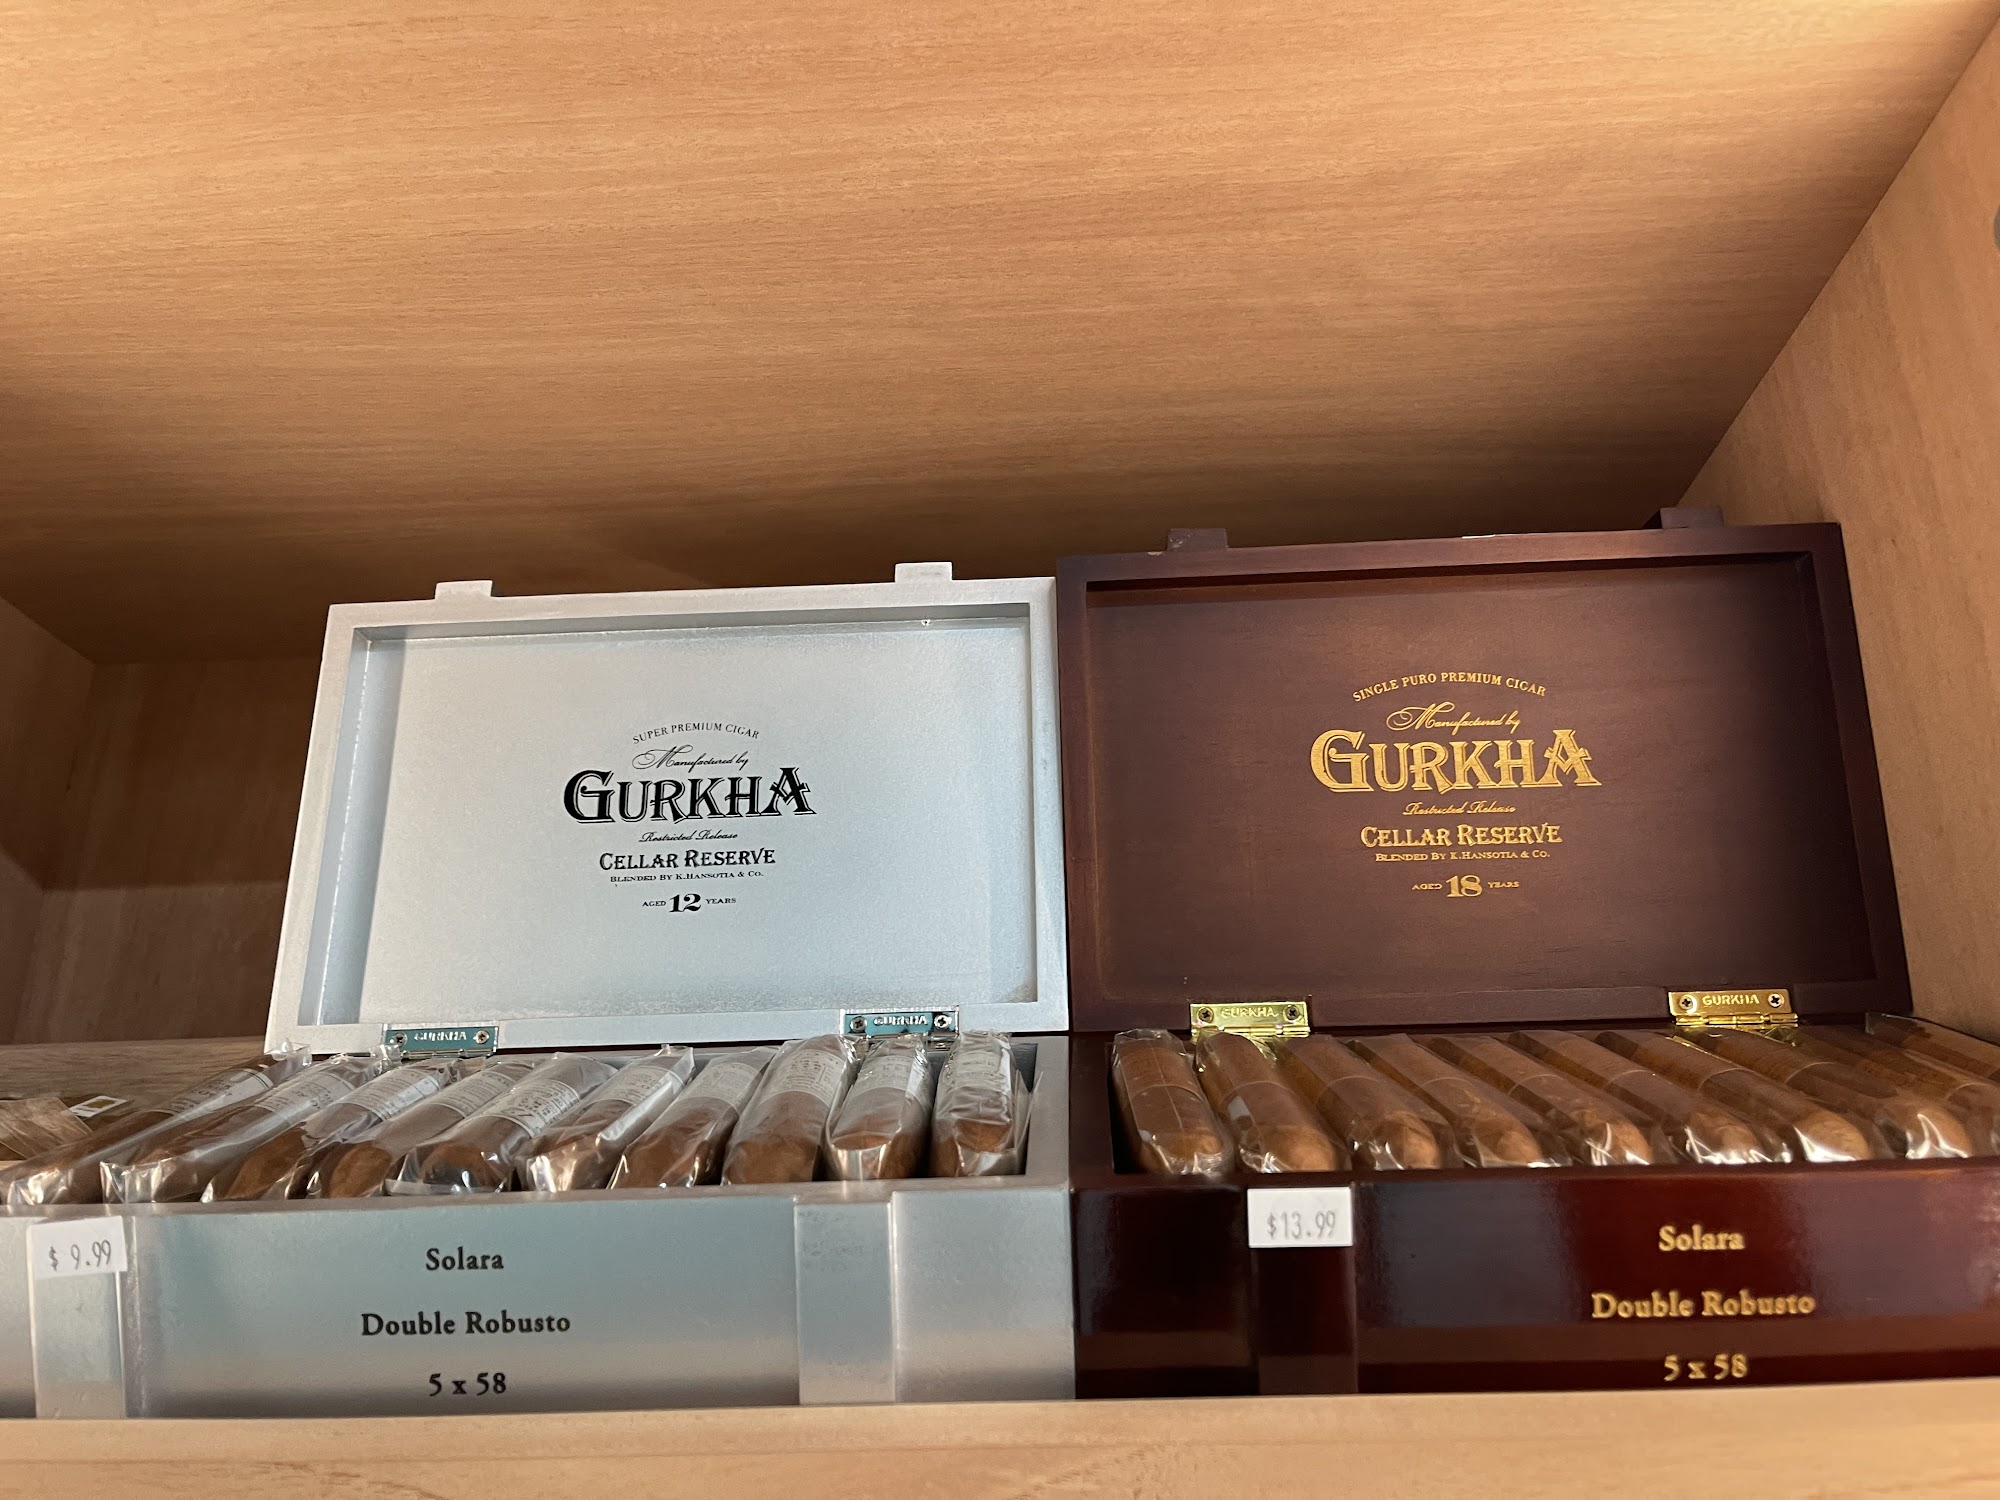 SUPER PREMIUM CIGAR
Manufactured by
GURKHA
Restricted Release
CELLAR RESERVE
BLENDED BY K.HANSOTIA & CO.
AGED 12 YEARS
GURKHA
GURKHA
$ 9.99
Solara
Double Robusto
5 x 58
SINGLE PURO PREMIUM CIGAR
Manufactured by
GURKHA
Restricted Release
CELLAR RESERVE
BLENDED BY K.HANSOTIA & CO.
AGED 18 YEARS
GURKHA
GURKHA
$13.99
Solara
Double Robusto
5 x 58